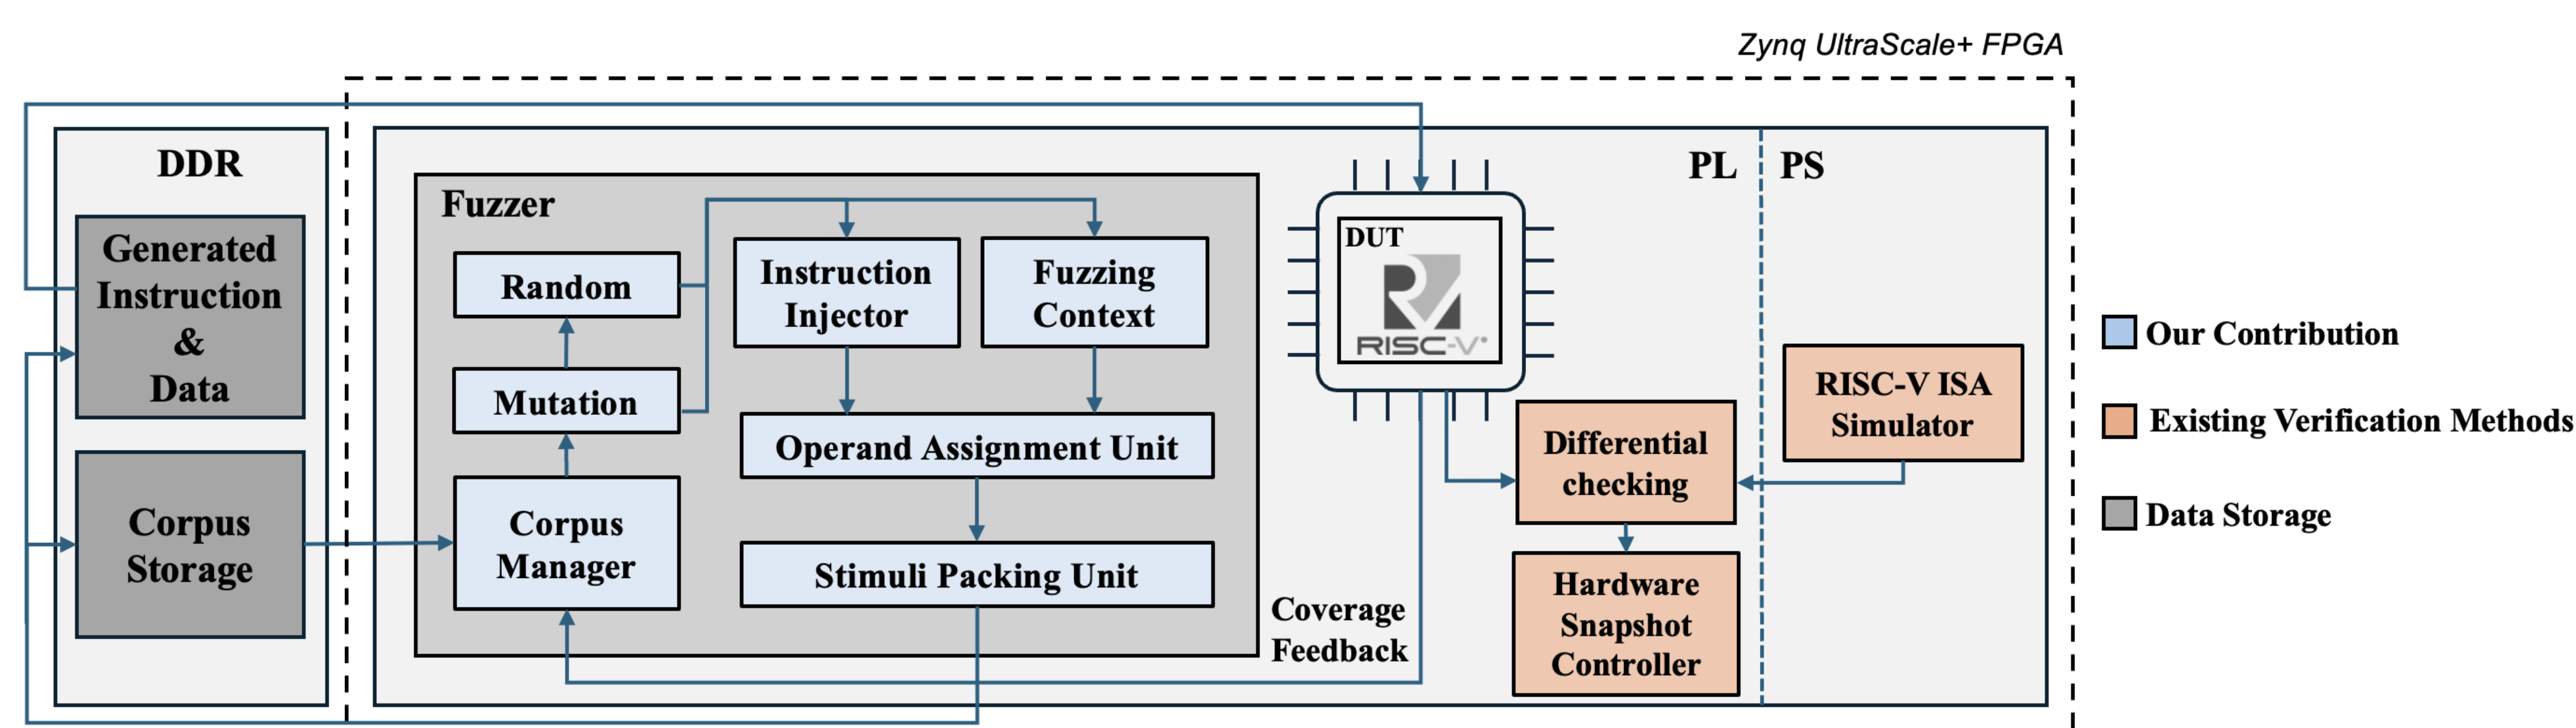 Zynq UltraScale+ FPGA
DDR
Generated
Instruction
&
Data
Corpus
Storage
Fuzzer
Random
Mutation
Corpus
Manager
Instruction
Injector
Fuzzing
Context
Operand Assignment Unit
Stimuli Packing Unit
Coverage
Feedback
DUT
RISC-V
PL
PS
Differential
checking
Hardware
Snapshot
Controller
RISC-V ISA
Simulator
Our Contribution
Existing Verification Methods
Data Storage